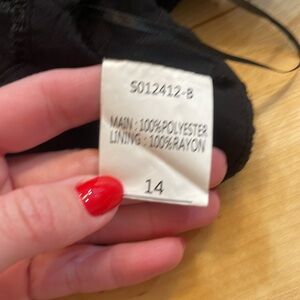 S012412-B
MAIN : 100%POLYESTER
LINING : 100%RAYON
14